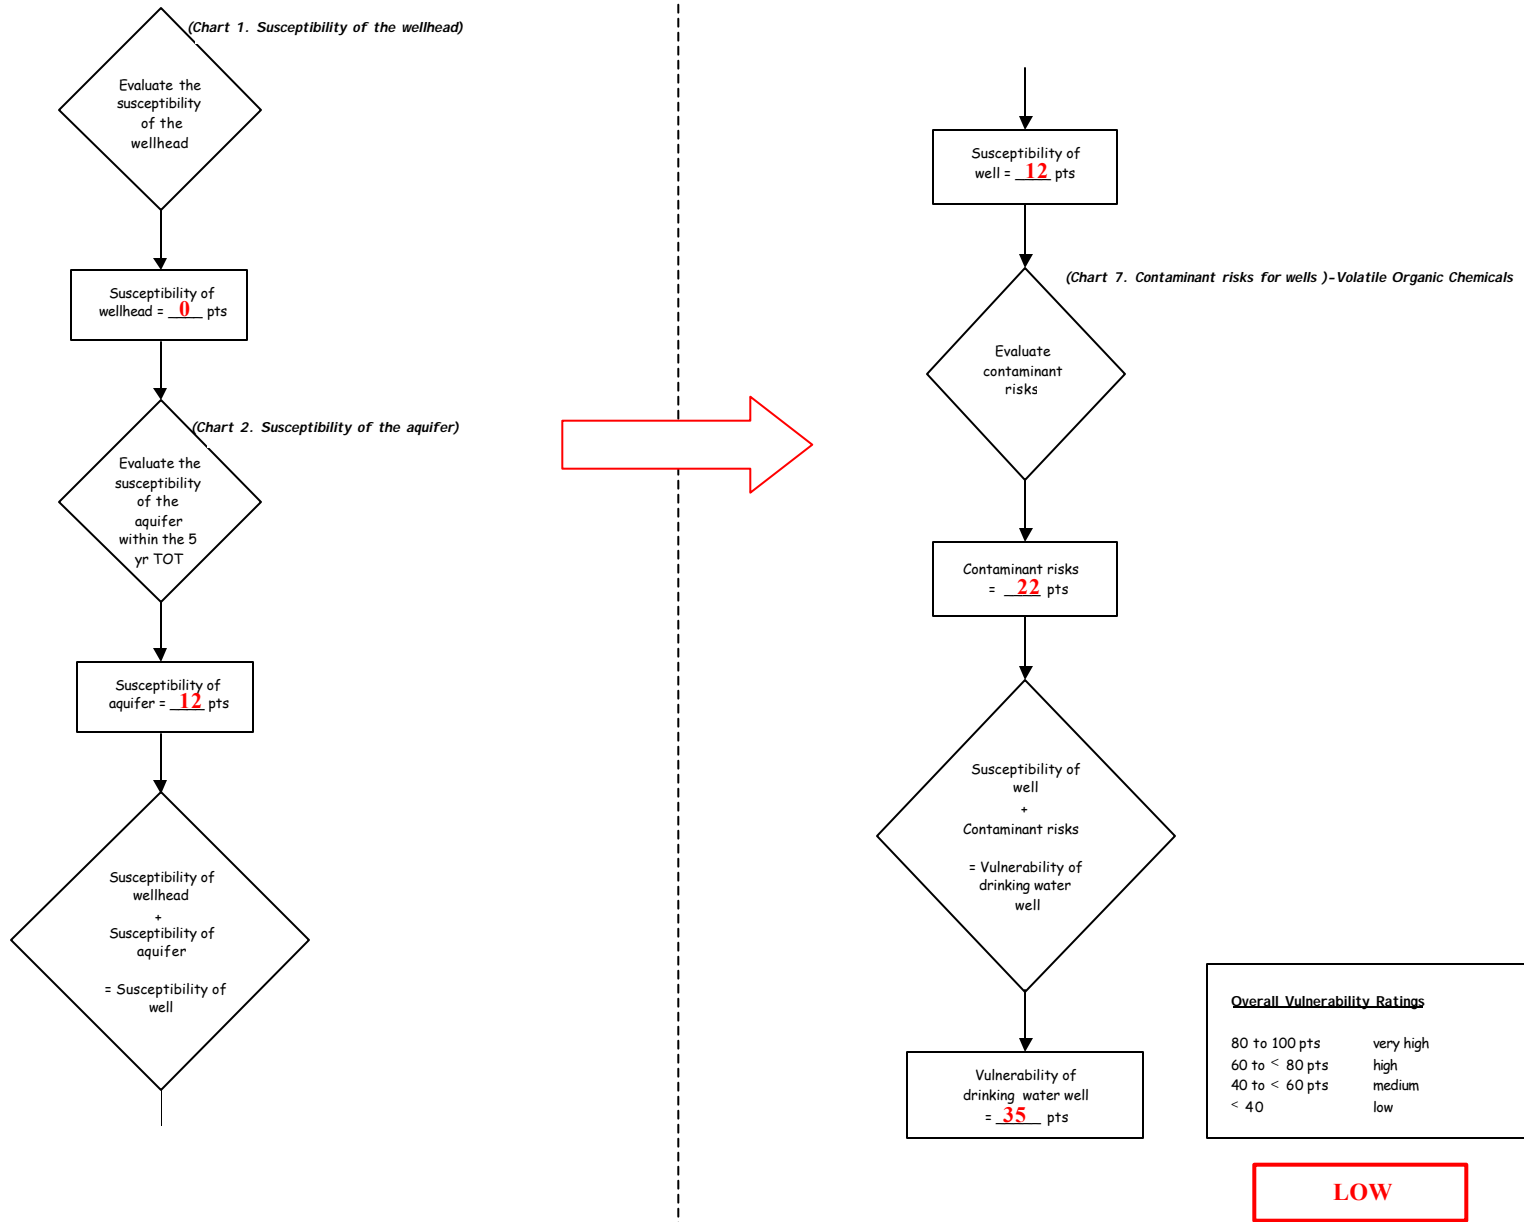 (Chart 1. Susceptibility of the wellhead)
Evaluate the
susceptibility
of the
wellhead
Susceptibility of
wellhead = 0 pts
(Chart 2. Susceptibility of the aquifer)
Evaluate the
susceptibility
of the
aquifer
within the 5
yr TOT
Susceptibility of
aquifer = 12 pts
Susceptibility of
wellhead
+
Susceptibility of
aquifer
= Susceptibility of
well
Susceptibility of
well = 12 pts
(Chart 7. Contaminant risks for wells )-Volatile Organic Chemicals
Evaluate
contaminant
risks
Contaminant risks
= 22 pts
Susceptibility of
well
+
Contaminant risks
= Vulnerability of
drinking water
well
Vulnerability of
drinking water well
= 35 pts
Overall Vulnerability Ratings
80 to 100 pts very high
60 to < 80 pts high
40 to < 60 pts medium
< 40 low
LOW